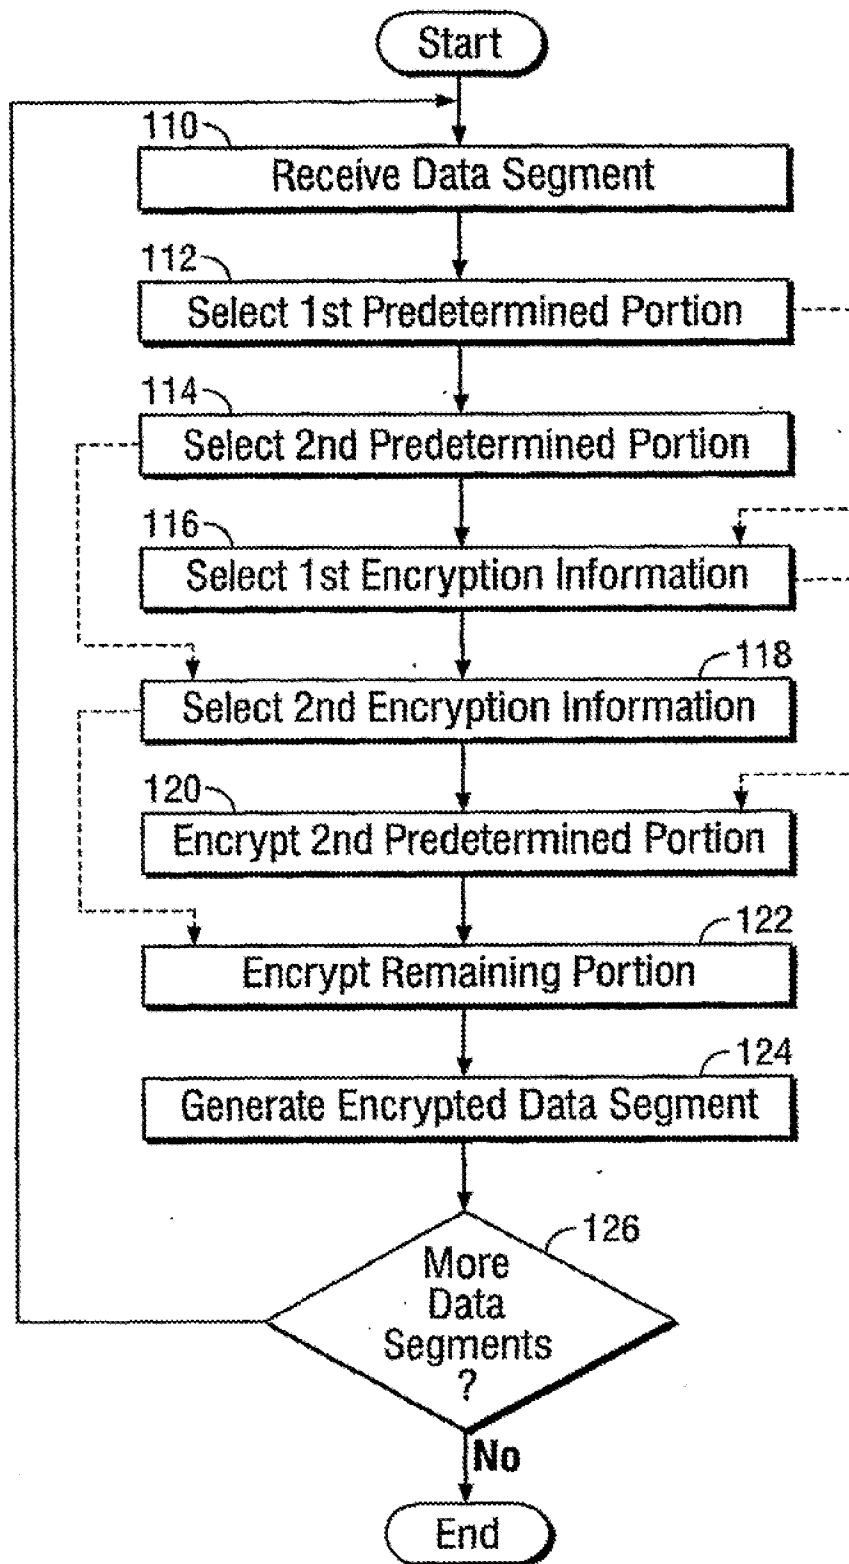 Start
110
Receive Data Segment
112
Select 1st Predetermined Portion
114
Select 2nd Predetermined Portion
116
Select 1st Encryption Information
118
Select 2nd Encryption Information
120
Encrypt 2nd Predetermined Portion
122
Encrypt Remaining Portion
124
Generate Encrypted Data Segment
126
More
Data
Segments
?
No
End